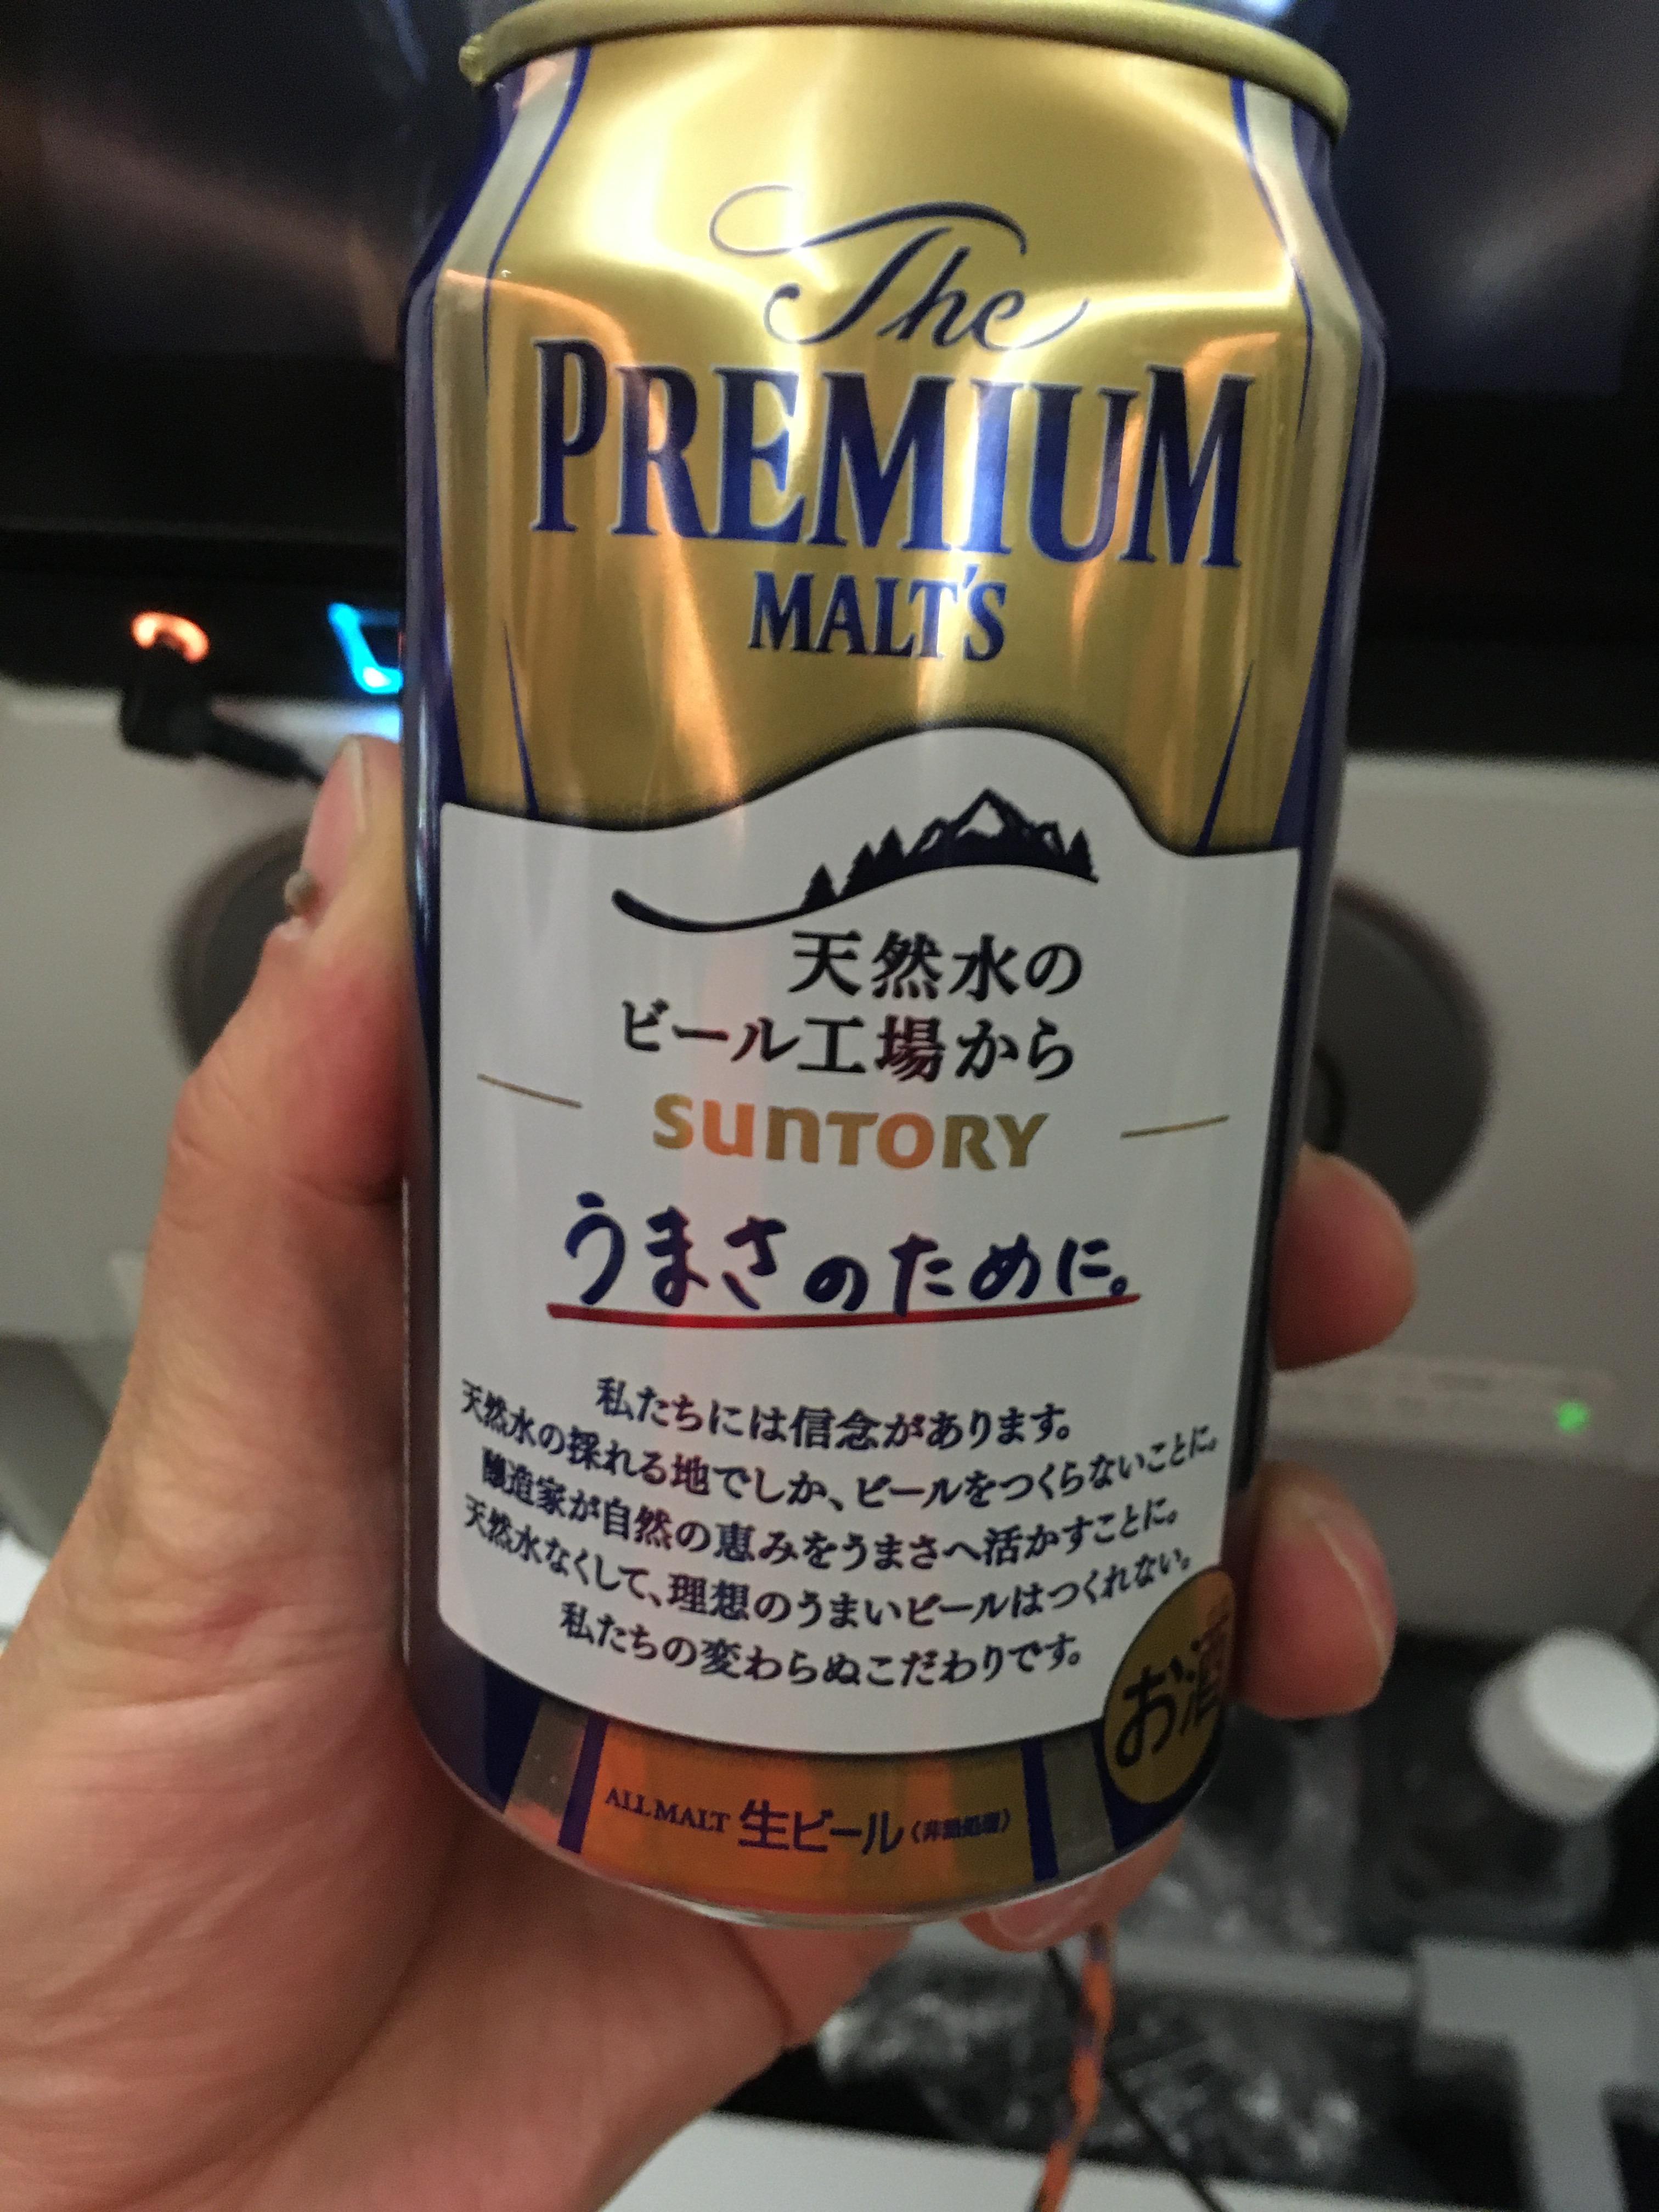 The
PREMIUM
MALT'S
天然水の
ビール工場から
SUNTORY
うまさのために。
私たちには信念があります。
天然水の採れる地でしか、ビールをつくらないことに。
醸造家が自然の恵みをうまさへ活かすことに。
天然水なくして、理想のうまいビールはつくれない。
私たちの変わらぬこだわりです。
お酒
ALL MALT 生ビール(非熱処理)